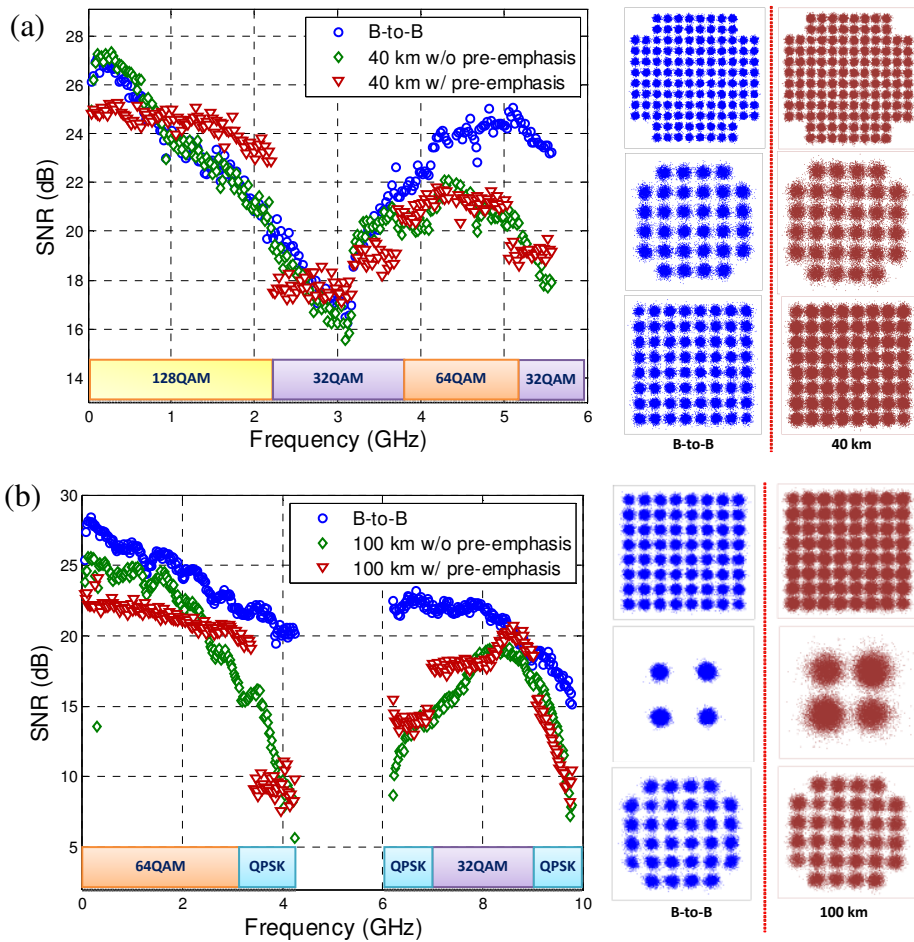 (a)
28
26
24
22
20
18
16
14
SNR (dB)
B-to-B
40 km w/o pre-emphasis
40 km w/ pre-emphasis
128QAM
32QAM
64QAM
32QAM
0
1
2
3
4
5
6
Frequency (GHz)
B-to-B
40 km
(b)
30
25
20
15
10
5
SNR (dB)
B-to-B
100 km w/o pre-emphasis
100 km w/ pre-emphasis
64QAM
QPSK
QPSK
32QAM
QPSK
0
2
4
6
8
10
Frequency (GHz)
B-to-B
100 km